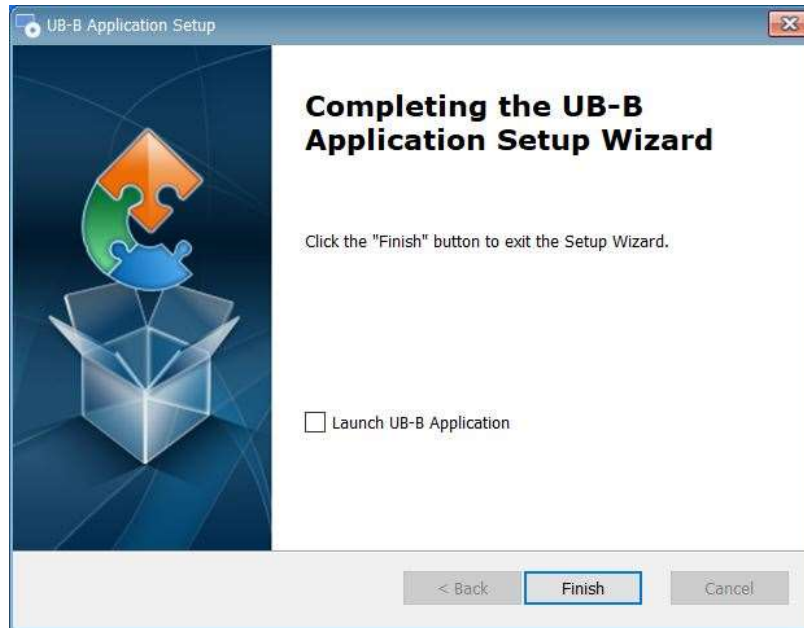 UB-B Application Setup
Completing the UB-B
Application Setup Wizard
Click the "Finish" button to exit the Setup Wizard.
Launch UB-B Application
< Back Finish Cancel